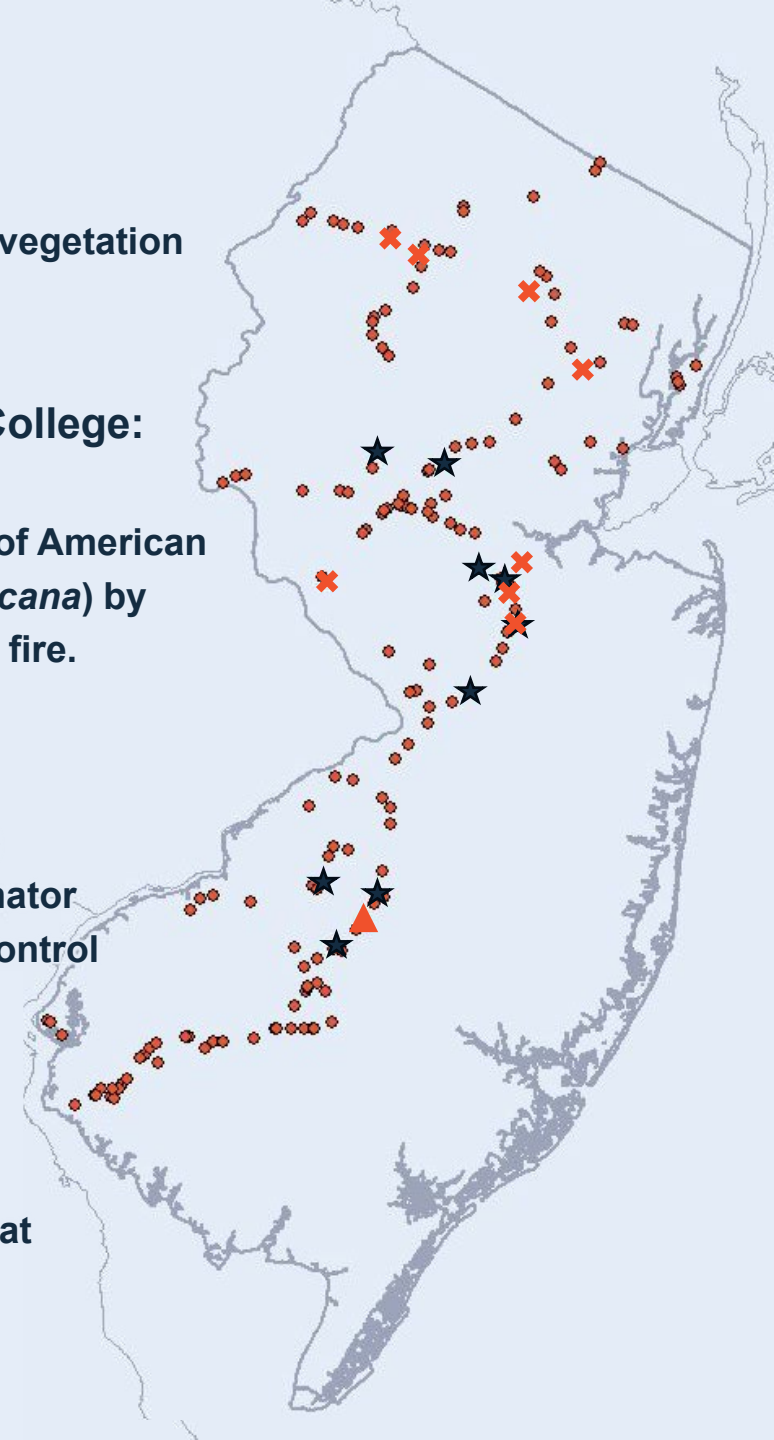 vegetation
College:
of American
cana) by
fire.
nator
ontrol
at